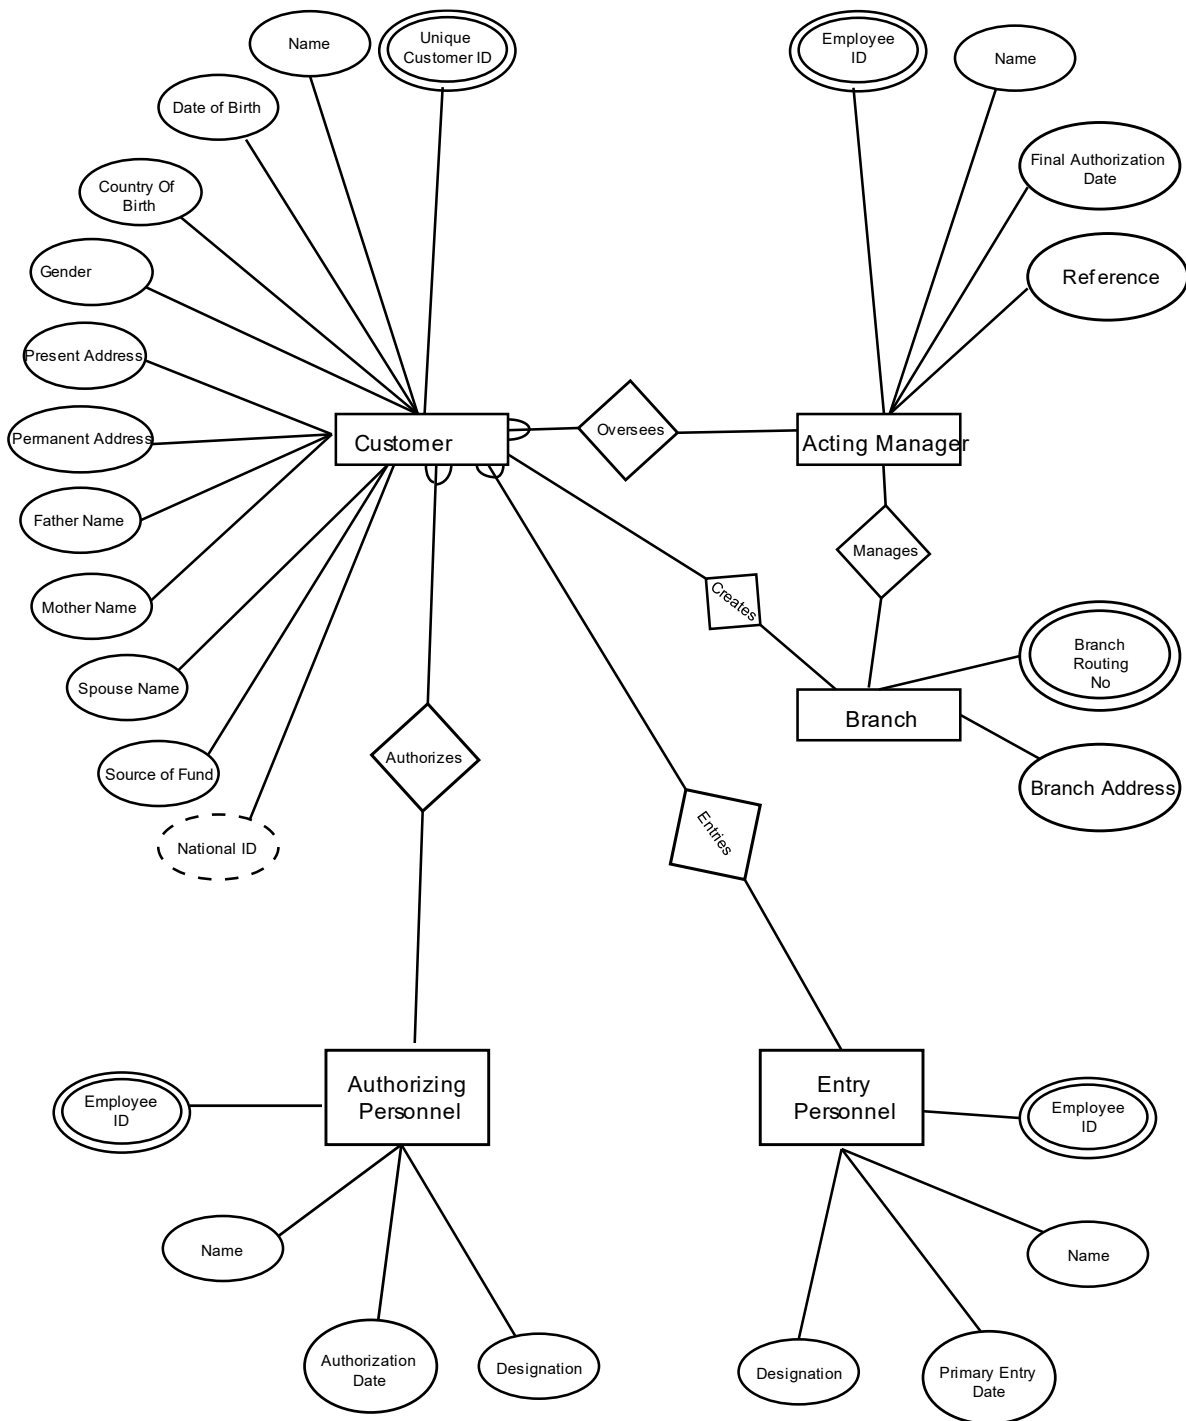 Name
Unique
Customer ID
Employee
ID
Name
Date of Birth
Final Authorization
Date
Country Of
Birth
Gender
Reference
Present Address
Permanent Address
Customer
Oversees
Acting Manager
Father Name
Manages
Mother Name
Creates
Branch
Routing
No
Spouse Name
Branch
Source of Fund
Authorizes
Branch Address
National ID
Entries
Authorizing
Personnel
Entry
Personnel
Employee
ID
Employee
ID
Name
Name
Authorization
Date
Designation
Designation
Primary Entry
Date